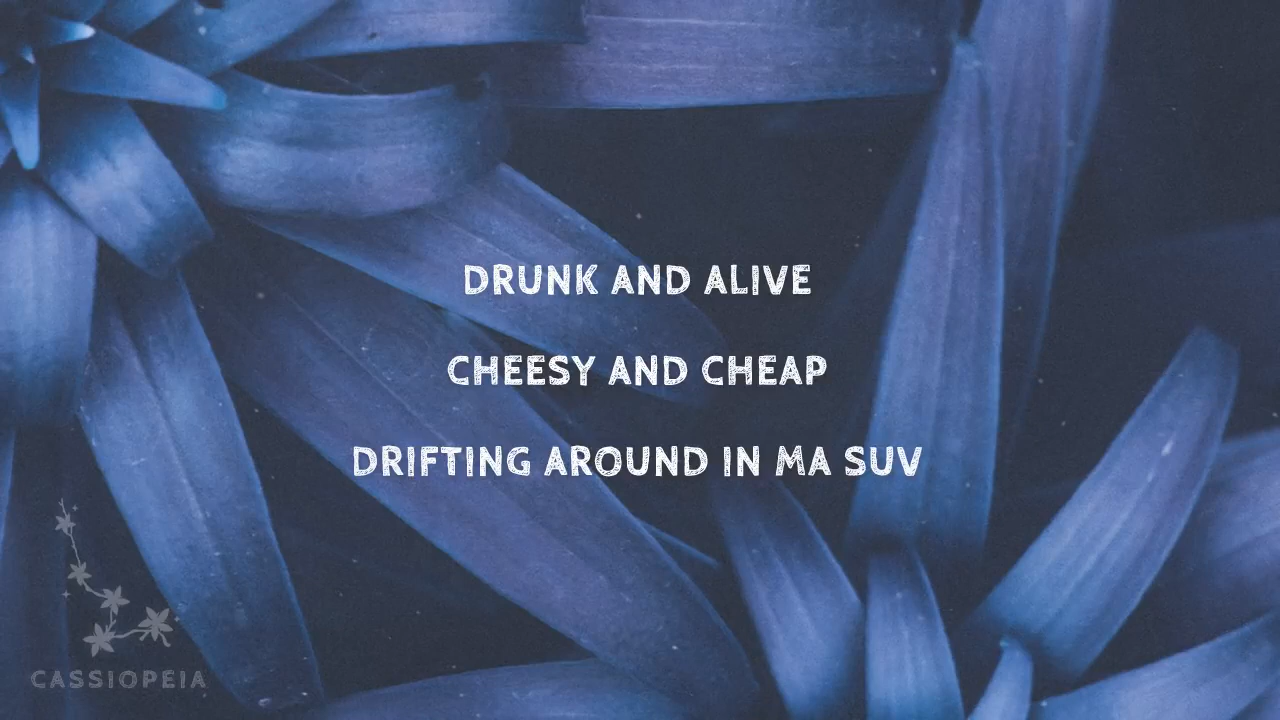 DRUNK AND ALIVE
CHEESY AND CHEAP
DRIFTING AROUND IN MA SUV
CASSIOPEIA